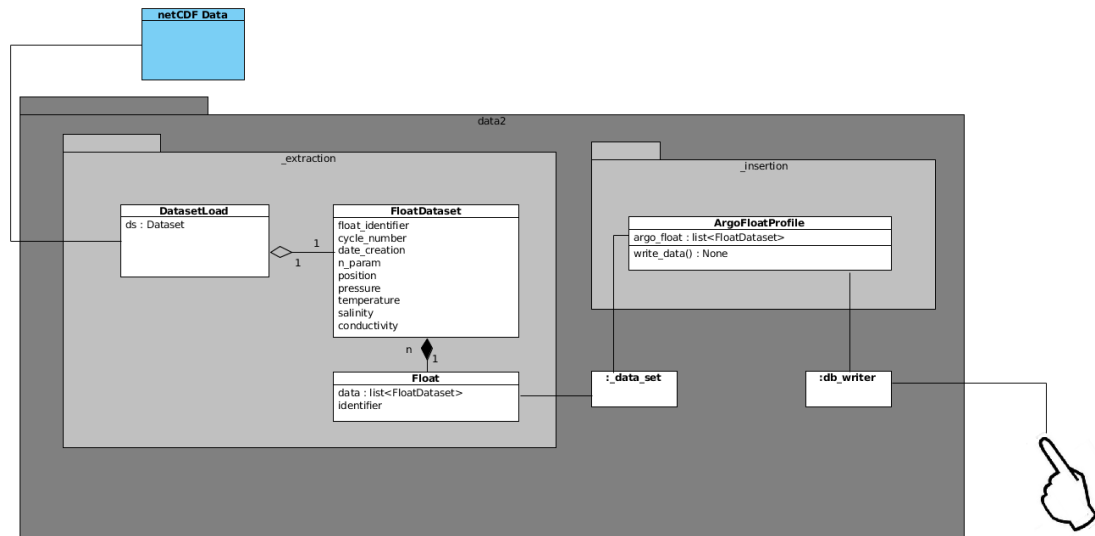 netCDF Data
data2
_extraction
_insertion
DatasetLoad
ds : Dataset
FloatDataset
float_identifier
cycle_number
date_creation
n_param
position
pressure
temperature
salinity
conductivity
1
1
n
1
Float
data : list<FloatDataset>
identifier
ArgoFloatProfile
argo_float : list<FloatDataset>
write_data() : None
:_data_set
:db_writer